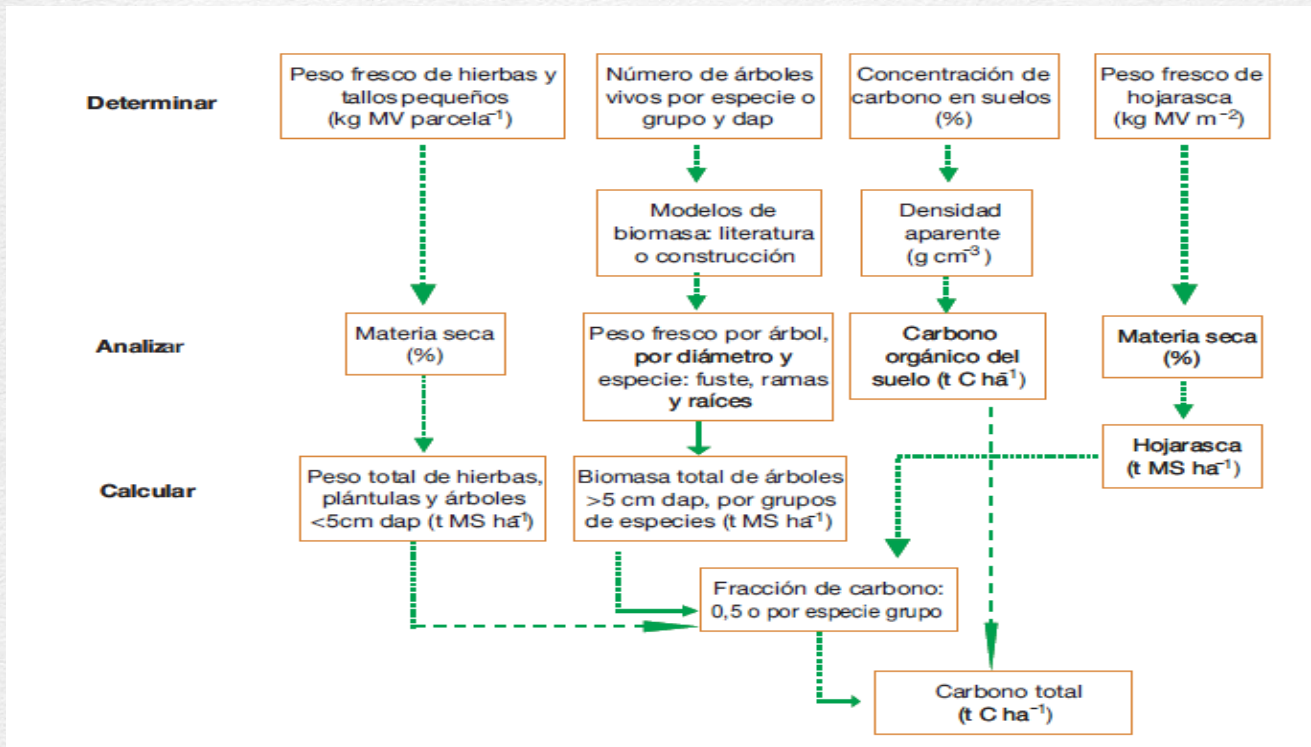 Determinar
Peso fresco de hierbas y
tallos pequeños
(kg MV parcela⁻¹)
Número de árboles
vivos por especie o
grupo y dap
Concentración de
carbono en suelos
(%)
Peso fresco de
hojarasca
(kg MV m⁻²)
Modelos de
biomasa: literatura
o construcción
Densidad
aparente
(g cm⁻³)
Analizar
Materia seca
(%)
Peso fresco por árbol,
por diámetro y
especie: fuste, ramas
y raíces
Carbono
orgánico del
suelo (t C ha⁻¹)
Materia seca
(%)
Hojarasca
(t MS ha⁻¹)
Calcular
Peso total de hierbas,
plántulas y árboles
<5cm dap (t MS ha⁻¹)
Biomasa total de árboles
>5 cm dap, por grupos
de especies (t MS ha⁻¹)
Fracción de carbono:
0,5 o por especie grupo
Carbono total
(t C ha⁻¹)